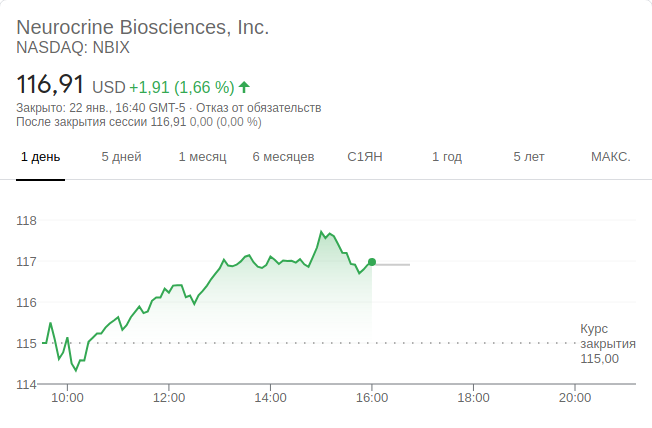 Neurocrine Biosciences, Inc.
NASDAQ: NBIX
116,91 USD +1,91 (1,66 %)
Закрыто: 22 янв., 16:40 GMT-5 · Отказ от обязательств
После закрытия сессии 116,91 0,00 (0,00 %)
1 день 5 дней 1 месяц 6 месяцев С1ЯН 1 год 5 лет МАКС.
118
117
116
Курс
115 закрытия
115,00
114
10:00 12:00 14:00 16:00 18:00 20:00